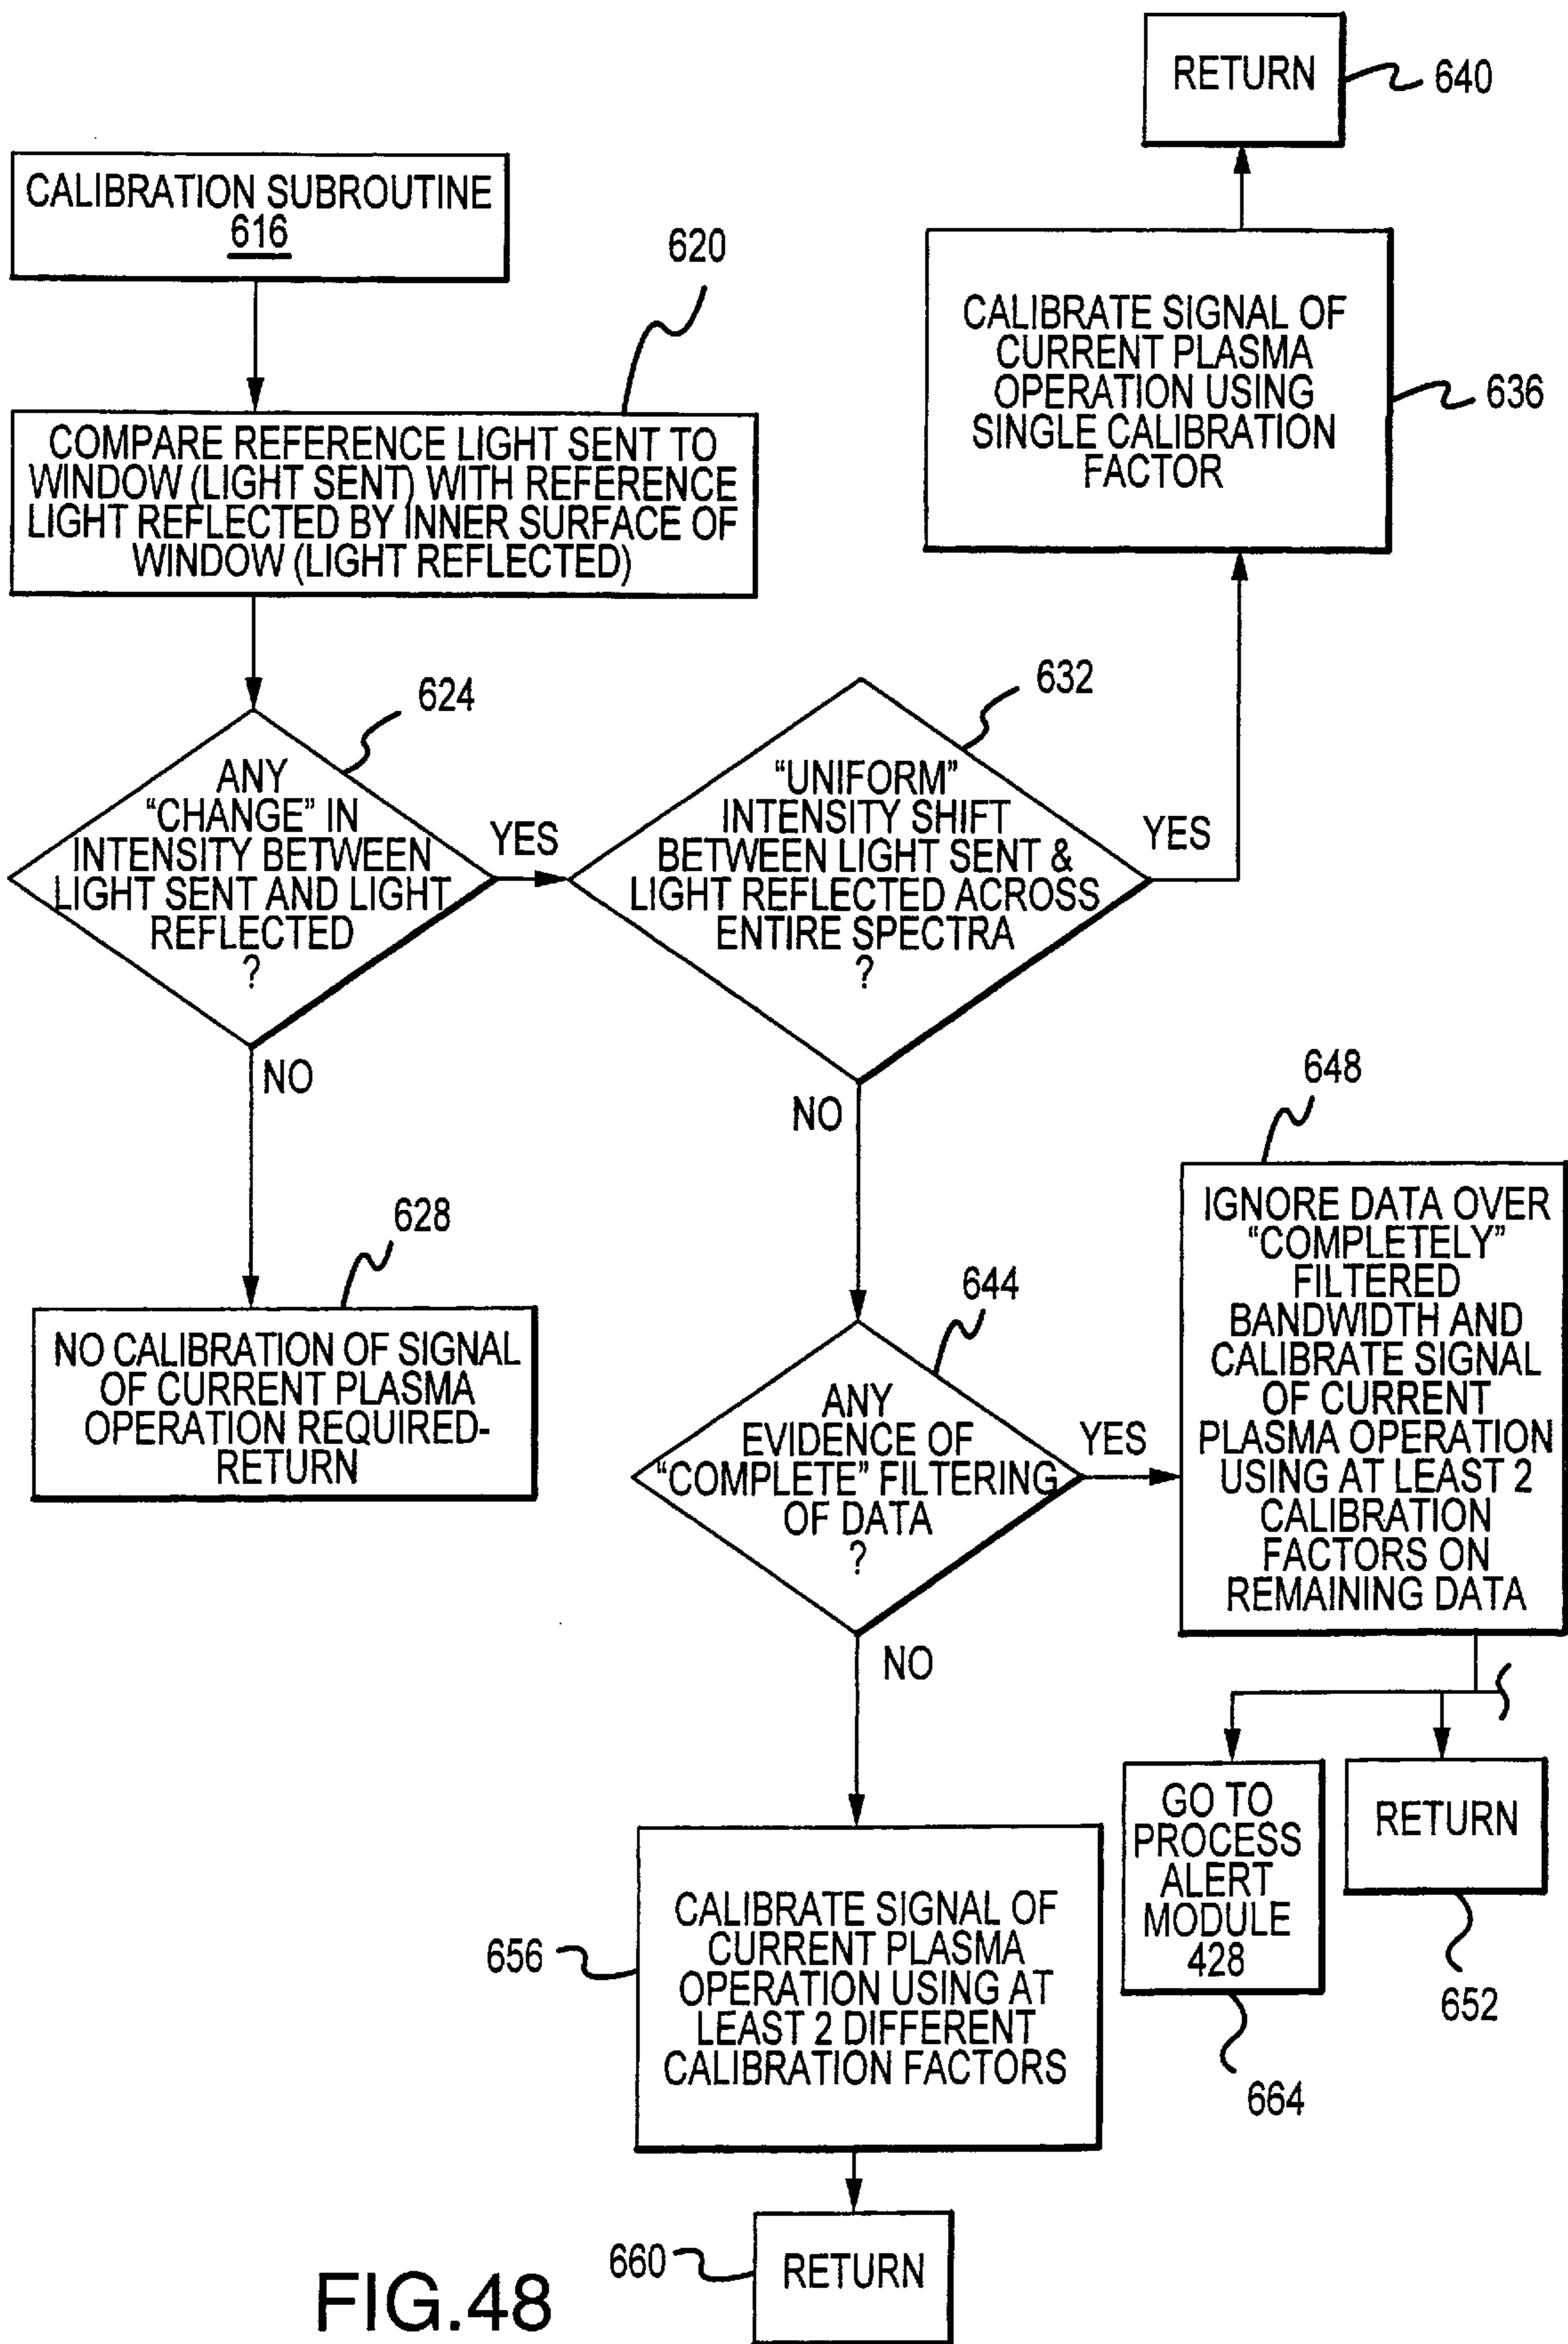 RETURN
640
CALIBRATION SUBROUTINE
616
620
CALIBRATE SIGNAL OF
CURRENT PLASMA
OPERATION USING
SINGLE CALIBRATION
FACTOR
636
COMPARE REFERENCE LIGHT SENT TO
WINDOW (LIGHT SENT) WITH REFERENCE
LIGHT REFLECTED BY INNER SURFACE OF
WINDOW (LIGHT REFLECTED)
624
ANY
“CHANGE” IN
INTENSITY BETWEEN
LIGHT SENT AND LIGHT
REFLECTED
?
YES
632
“UNIFORM”
INTENSITY SHIFT
BETWEEN LIGHT SENT &
LIGHT REFLECTED ACROSS
ENTIRE SPECTRA
?
YES
NO
NO
628
NO CALIBRATION OF SIGNAL
OF CURRENT PLASMA
OPERATION REQUIRED-
RETURN
644
ANY
EVIDENCE OF
“COMPLETE” FILTERING
OF DATA
?
YES
648
IGNORE DATA OVER
“COMPLETELY”
FILTERED
BANDWIDTH AND
CALIBRATE SIGNAL
OF CURRENT
PLASMA OPERATION
USING AT LEAST 2
CALIBRATION
FACTORS ON
REMAINING DATA
NO
GO TO
PROCESS
ALERT
MODULE
428
664
RETURN
652
656
CALIBRATE SIGNAL OF
CURRENT PLASMA
OPERATION USING AT
LEAST 2 DIFFERENT
CALIBRATION FACTORS
660
RETURN
FIG.48